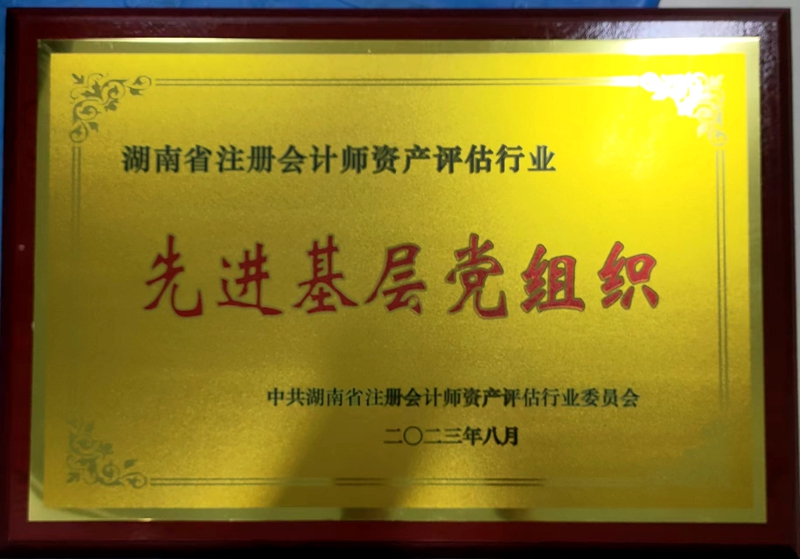 湖南省注册会计师资产评估行业
先进基层党组织
中共湖南省注册会计师资产评估行业委员会
二〇二三年八月